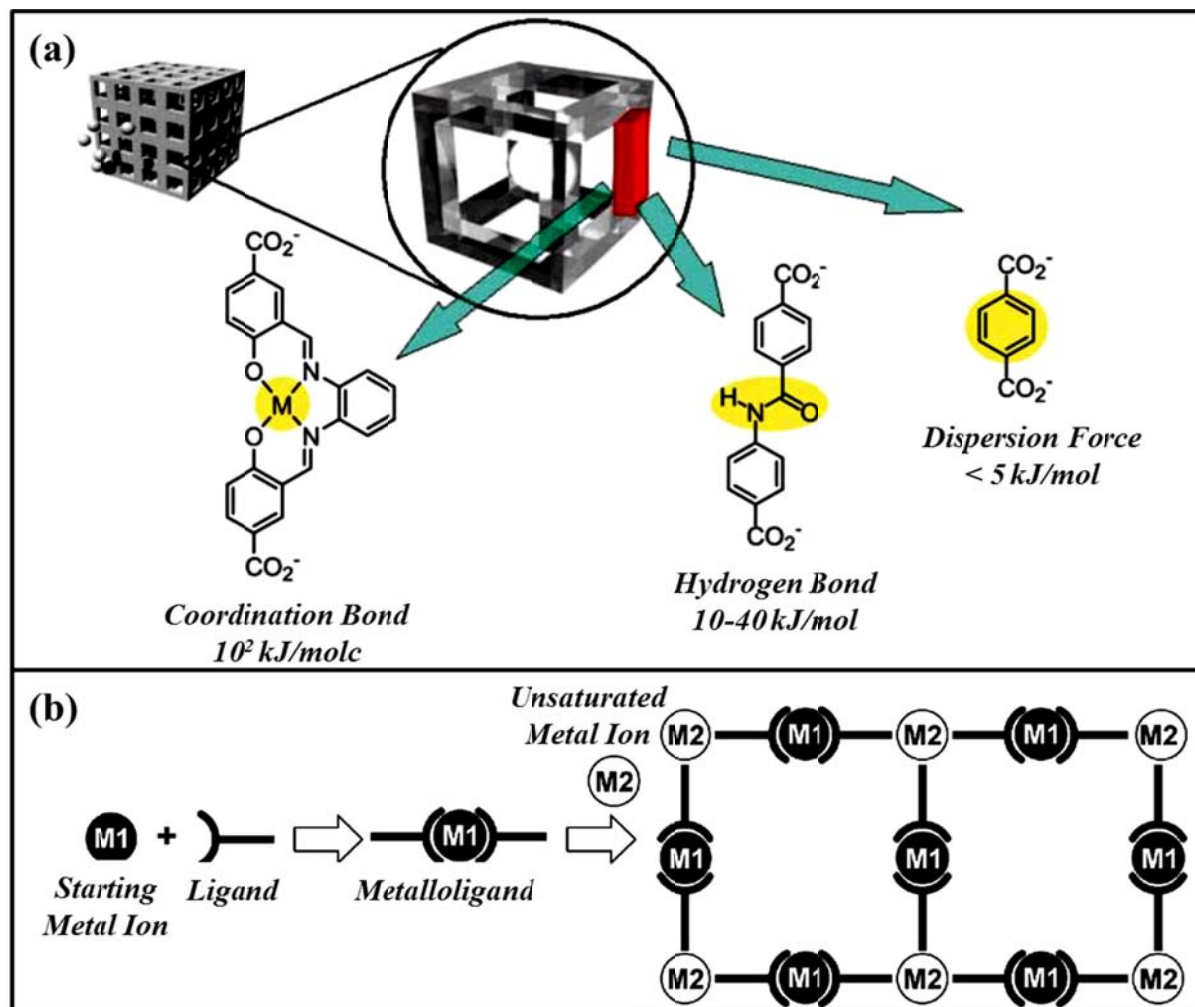 (a)
CO₂⁻
O
N
M
O
N
CO₂⁻
Coordination Bond
10² kJ/molc
CO₂⁻
H
N
O
CO₂⁻
Hydrogen Bond
10-40 kJ/mol
CO₂⁻
CO₂⁻
Dispersion Force
< 5 kJ/mol
(b)
M1 +
Starting
Metal Ion
Ligand
M1
Metalloligand
Unsaturated
Metal Ion
M2
M2 M1 M2 M1 M2
M1 M1 M1
M2 M1 M2 M1 M2